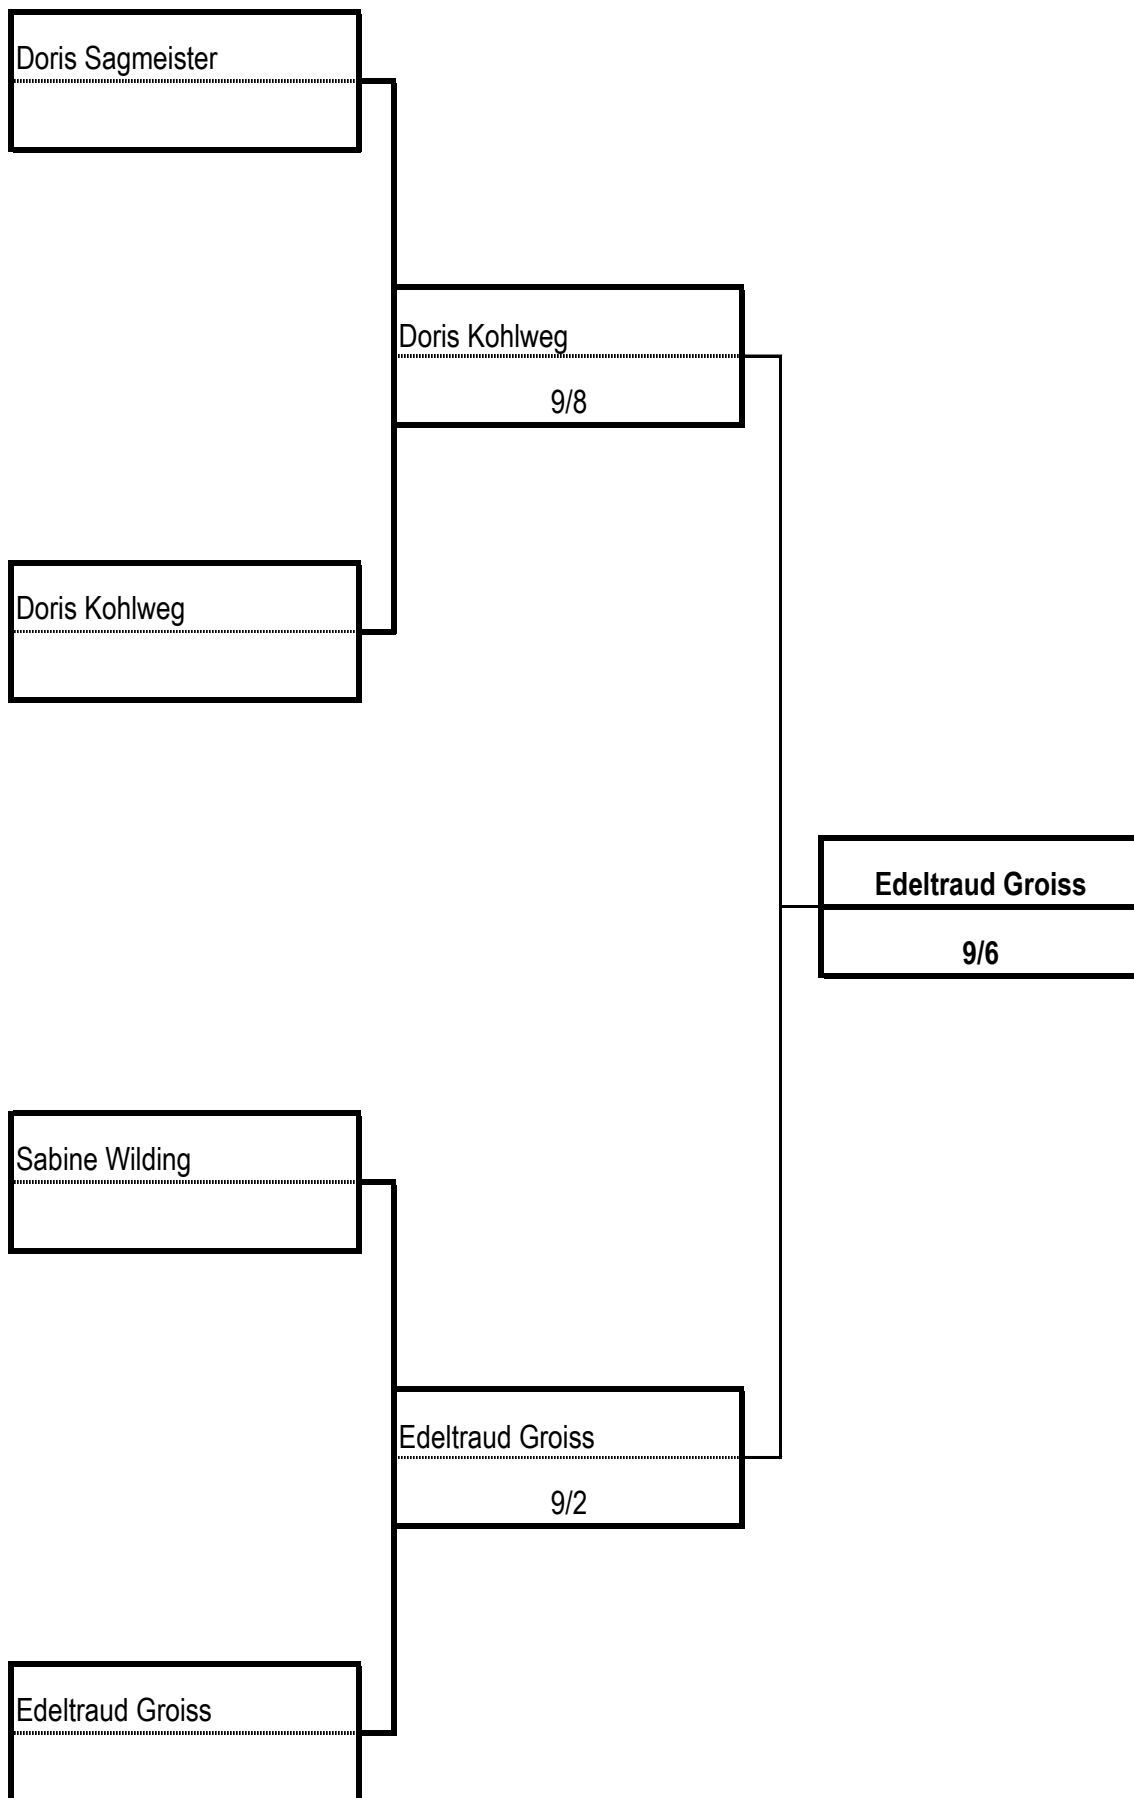 Doris Sagmeister
Doris Kohlweg
9/8
Doris Kohlweg
Edeltraud Groiss
9/6
Sabine Wilding
Edeltraud Groiss
9/2
Edeltraud Groiss